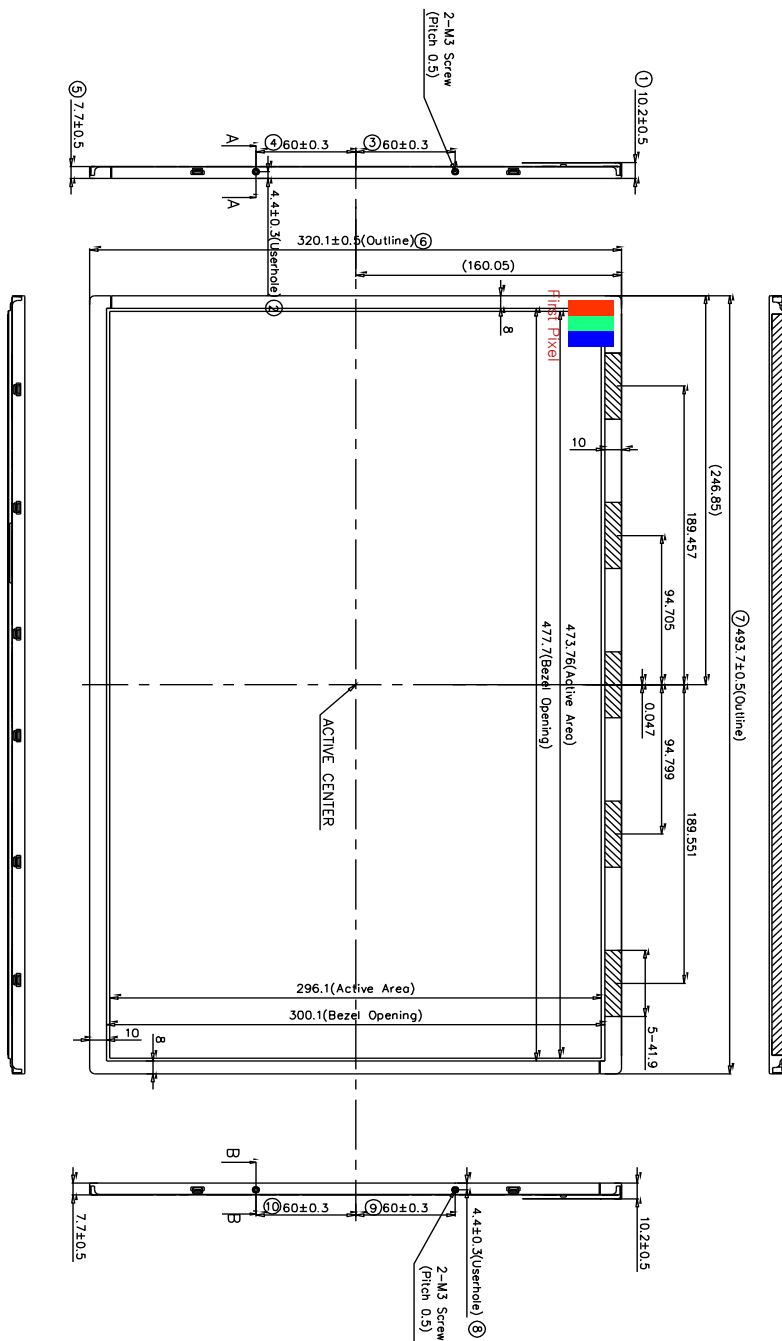 2-M3 Screw
(Pitch 0.5)
① 10.2±0.5
⑤ 7.7±0.5
A
A
④ 60±0.3
③ 60±0.3
4.4±0.3(Userhole) ②
320.1±0.5(Outline) ⑥
(160.05)
First Pixel
8
10
(246.85)
189.457
94.705
⑦ 493.7±0.5(Outline)
473.76(Active Area)
477.7(Bezel Opening)
0.047
94.799
189.551
ACTIVE CENTER
296.1(Active Area)
300.1(Bezel Opening)
5-41.9
10
8
B
B
⑩ 60±0.3
⑨ 60±0.3
4.4±0.3(Userhole) ⑧
7.7±0.5
10.2±0.5
2-M3 Screw
(Pitch 0.5)